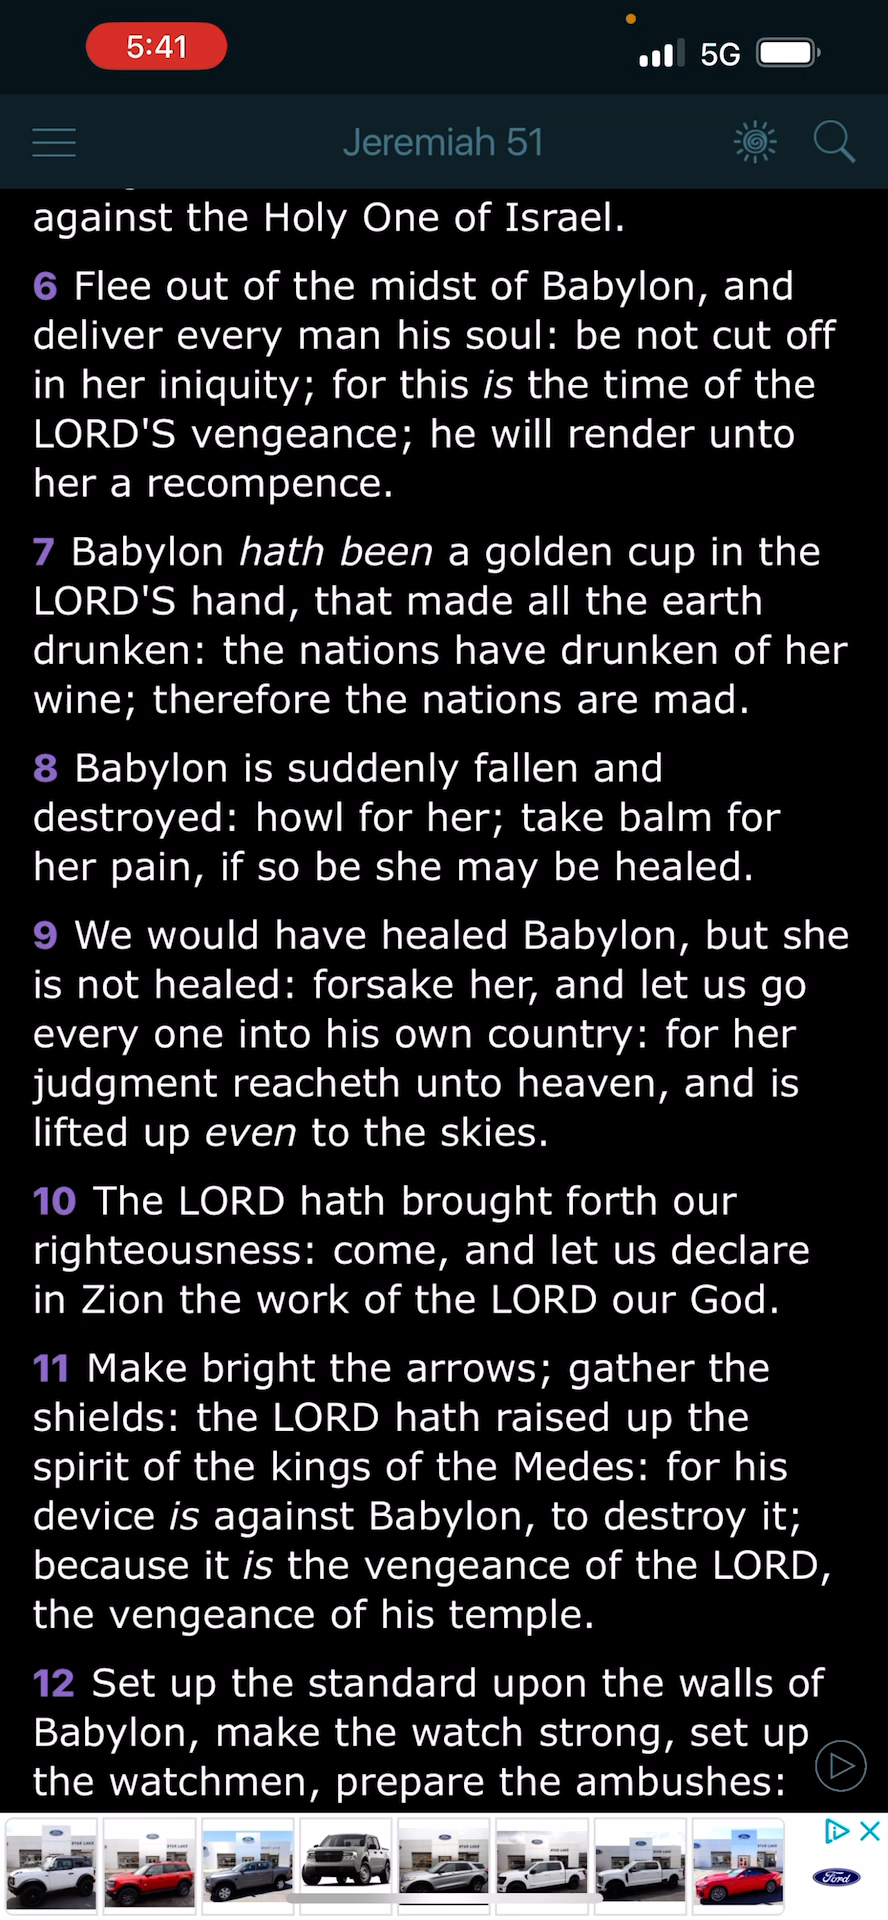 5:41
5G
Jeremiah 51
against the Holy One of Israel.
6 Flee out of the midst of Babylon, and
deliver every man his soul: be not cut off
in her iniquity; for this is the time of the
LORD'S vengeance; he will render unto
her a recompence.
7 Babylon hath been a golden cup in the
LORD'S hand, that made all the earth
drunken: the nations have drunken of her
wine; therefore the nations are mad.
8 Babylon is suddenly fallen and
destroyed: howl for her; take balm for
her pain, if so be she may be healed.
9 We would have healed Babylon, but she
is not healed: forsake her, and let us go
every one into his own country: for her
judgment reacheth unto heaven, and is
lifted up even to the skies.
10 The LORD hath brought forth our
righteousness: come, and let us declare
in Zion the work of the LORD our God.
11 Make bright the arrows; gather the
shields: the LORD hath raised up the
spirit of the kings of the Medes: for his
device is against Babylon, to destroy it;
because it is the vengeance of the LORD,
the vengeance of his temple.
12 Set up the standard upon the walls of
Babylon, make the watch strong, set up
the watchmen, prepare the ambushes:
Ford